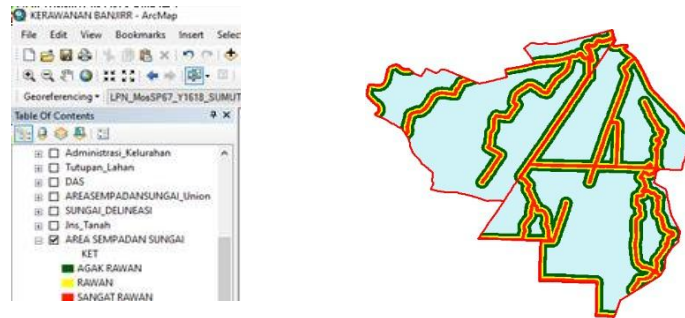 KERAWANAN BANJIRR - ArcMap
File Edit View Bookmarks Insert Selec
Georeferencing LPN_MosSP67_Y1618_SUMUT
Table Of Contents
Administrasi_Kelurahan
Tutupan_Lahan
DAS
AREASEMPADANSUNGAI_Union
SUNGAI_DELINEASI
Jns_Tanah
AREA SEMPADAN SUNGAI
KET
AGAK RAWAN
RAWAN
SANGAT RAWAN